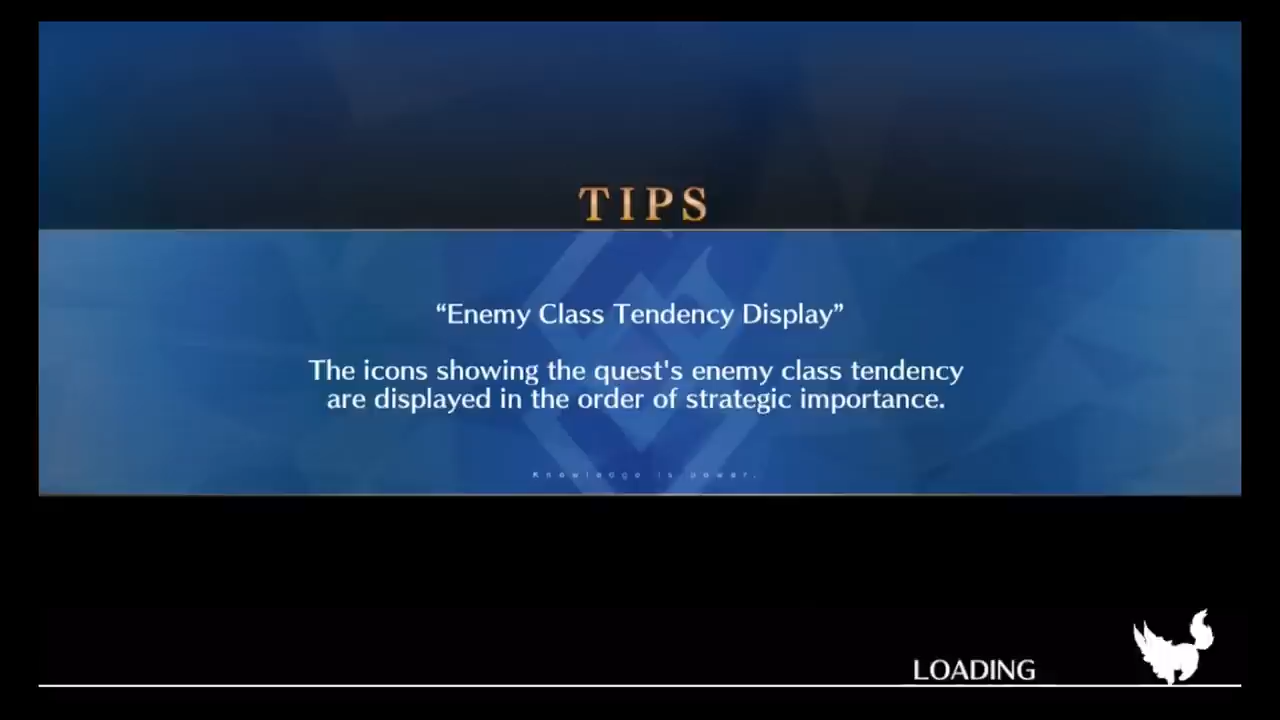 TIPS
“Enemy Class Tendency Display”
The icons showing the quest's enemy class tendency
are displayed in the order of strategic importance.
Knowledge is power.
LOADING